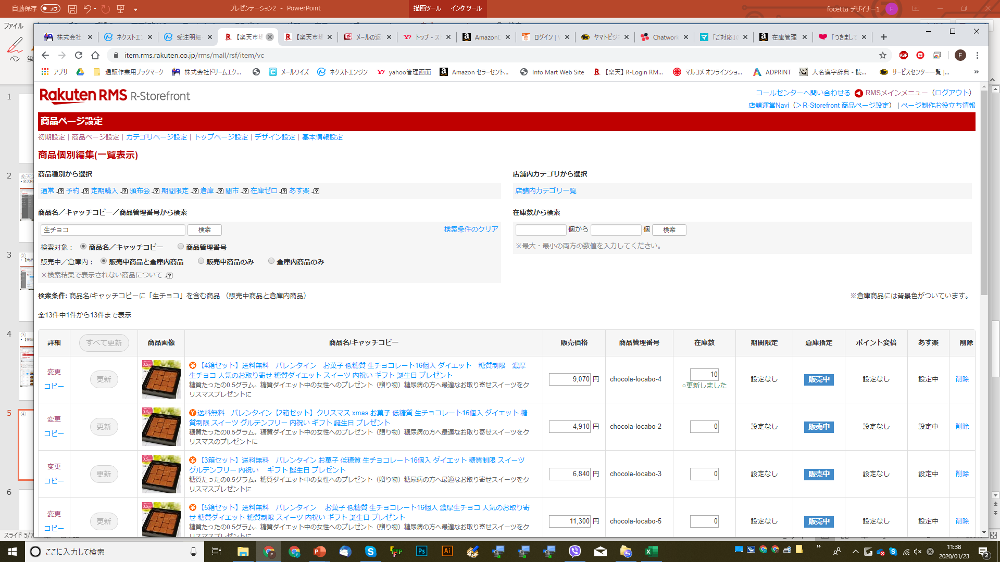 自動保存 オフ プレゼンテーション2 - PowerPoint 描画ツール インク ツール focetta デザイナー1 F
ファイル
ペン
株式会社 ネクストエン 受注明細 【楽天市場 【楽天市場 メールの返 トップ - ス AmazonD ログイン | ヤマトビジネ Chatwork 「ご対応」 在庫管理 「つきまして
item.rms.rakuten.co.jp/rms/mall/rsf/item/vc
アプリ 通販作業用ブックマーク 株式会社ドリームエク... メールワイズ ネクストエンジン yahoo管理画面 Amazon セラーセント... Info Mart Web Site 【楽天】R-Login RM... マルコメ オンラインショ... ADPRINT 人名漢字辞典 - 読... サービスセンター一覧 |... »
Rakuten RMS R-Storefront
コールセンターへ問い合わせる RMSメインメニュー（ログアウト）
店舗運営Navi（＞R-Storefront 商品ページ設定） | ページ制作お役立ち情報
商品ページ設定
初期設定 | 商品ページ設定 | カテゴリページ設定 | トップページ設定 | デザイン設定 | 基本情報設定
商品個別編集(一覧表示)
商品種別から選択
通常 予約 定期購入 頒布会 期間限定 倉庫 闇市 在庫ゼロ あす楽
店舗内カテゴリから選択
店舗内カテゴリ一覧
商品名／キャッチコピー／商品管理番号から検索
生チョコ 検索 検索条件のクリア
検索対象： 商品名／キャッチコピー 商品管理番号
販売中／倉庫内： 販売中商品と倉庫内商品 販売中商品のみ 倉庫内商品のみ
※検索結果で表示されない商品について
在庫数から検索
個から 個 検索
※最大・最小の両方の数値を入力してください。
検索条件: 商品名/キャッチコピーに「生チョコ」を含む商品 （販売中商品と倉庫内商品）
※倉庫商品には背景色がついています。
全13件中1件から13件まで表示
詳細 すべて更新 商品画像 商品名/キャッチコピー 販売価格 商品管理番号 在庫数 期間限定 倉庫指定 ポイント変倍 あす楽 削除
変更 コピー 更新
【4箱セット】送料無料　バレンタイン　お菓子 低糖質 生チョコレート16個入 ダイエット　糖質制限　濃厚
生チョコ 人気のお取り寄せ 糖質ダイエット スイーツ 内祝い ギフト 誕生日 プレゼント
糖質たったの0.5グラム。糖質ダイエット中の女性へのプレゼント（贈り物）糖尿病の方へ最適なお取り寄せスイーツをク
リスマスプレゼントに
9,070 円 chocola-locabo-4 10 ○更新しました 設定なし 販売中 設定なし 設定中 削除
変更 コピー 更新
送料無料　バレンタイン【2箱セット】クリスマス xmas お菓子 低糖質 生チョコレート16個入 ダイエット 糖
質制限 スイーツ グルテンフリー 内祝い ギフト 誕生日 プレゼント
糖質たったの0.5グラム。糖質ダイエット中の女性へのプレゼント（贈り物）糖尿病の方へ最適なお取り寄せスイーツをク
リスマスのプレゼントに
4,910 円 chocola-locabo-2 0 設定なし 販売中 設定なし 設定中 削除
変更 コピー 更新
【3箱セット】送料無料　バレンタイン お菓子 低糖質 生チョコレート16個入 ダイエット 糖質制限 スイーツ
グルテンフリー 内祝い　ギフト 誕生日 プレゼント
糖質たったの0.5グラム。糖質ダイエット中の女性へのプレゼント（贈り物）糖尿病の方へ最適なお取り寄せスイーツをク
リスマスプレゼントに
6,840 円 chocola-locabo-3 0 設定なし 販売中 設定なし 設定中 削除
変更 コピー 更新
【5箱セット】送料無料　バレンタイン　お菓子 低糖質 生チョコレート16個入 濃厚生チョコ 人気のお取り寄
せ 糖質ダイエット 糖質制限 スイーツ 内祝い ギフト 誕生日 プレゼント
糖質たったの0.5グラム。糖質ダイエット中の女性へのプレゼント（贈り物）糖尿病の方へ最適なお取り寄せスイーツをク
リスマスプレゼントに
11,300 円 chocola-locabo-5 0 設定なし 販売中 設定なし 設定中 削除
1
2
3
4
5
6
スライド 5/7
ここに入力して検索
11:38
2020/01/23
2